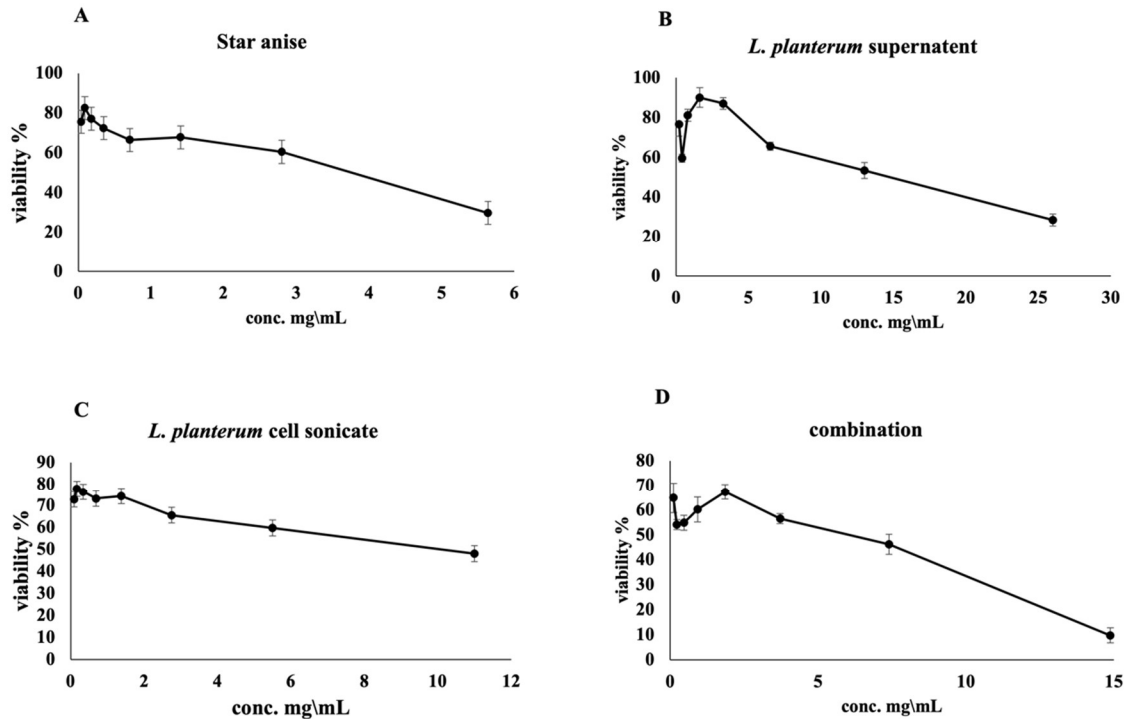 A
Star anise
100
80
60
40
20
0
viability %
0 1 2 3 4 5 6
conc. mg\mL
B
L. planterum supernatent
100
80
60
40
20
0
viability %
0 5 10 15 20 25 30
conc. mg\mL
C
L. planterum cell sonicate
90
80
70
60
50
40
30
20
10
0
viability %
0 2 4 6 8 10 12
conc. mg\mL
D
combination
80
70
60
50
40
30
20
10
0
viability %
0 5 10 15
conc. mg\mL